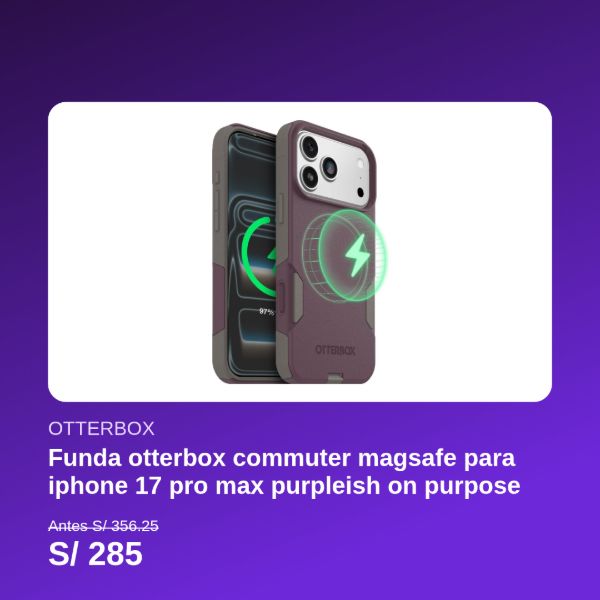 97%
OTTERBOX
OTTERBOX
Funda otterbox commuter magsafe para
iphone 17 pro max purpleish on purpose
Antes S/ 356.25
S/ 285